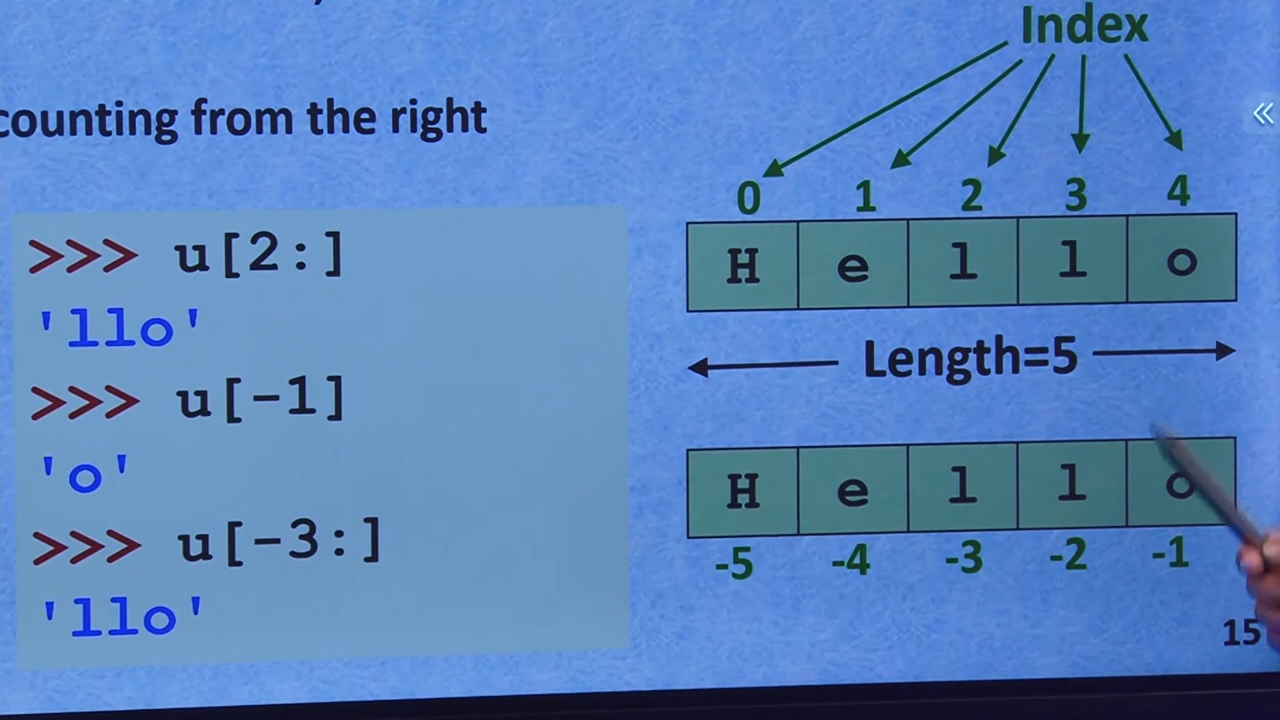 Index
counting from the right
>>> u[2:]
'llo'
>>> u[-1]
'o'
>>> u[-3:]
'llo'
0 1 2 3 4
H e l l o
Length=5
H e l l o
-5 -4 -3 -2 -1
15
«